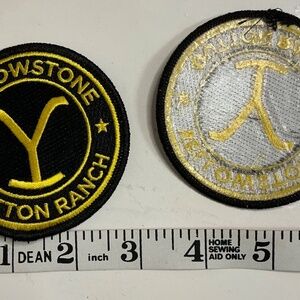 OWSTONE
Y
TTON RANCH
1 DEAN 2 inch 3 4 HOME SEWING AID ONLY 5